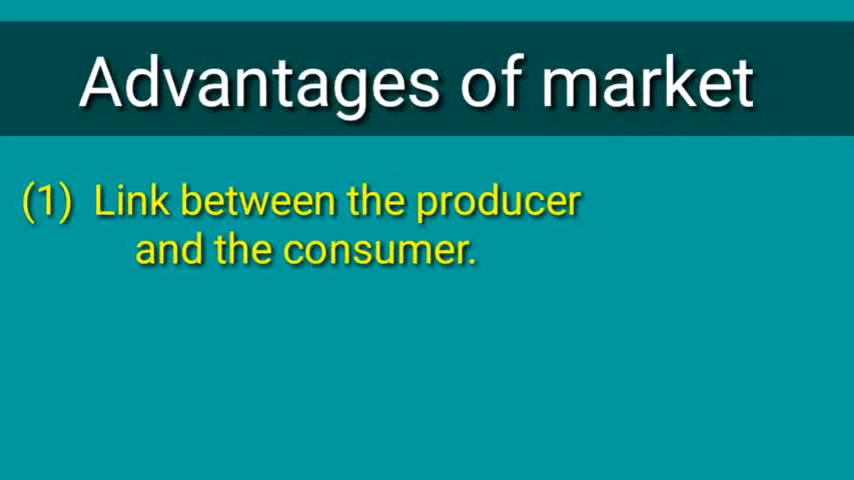 Advantages of market
(1) Link between the producer
and the consumer.